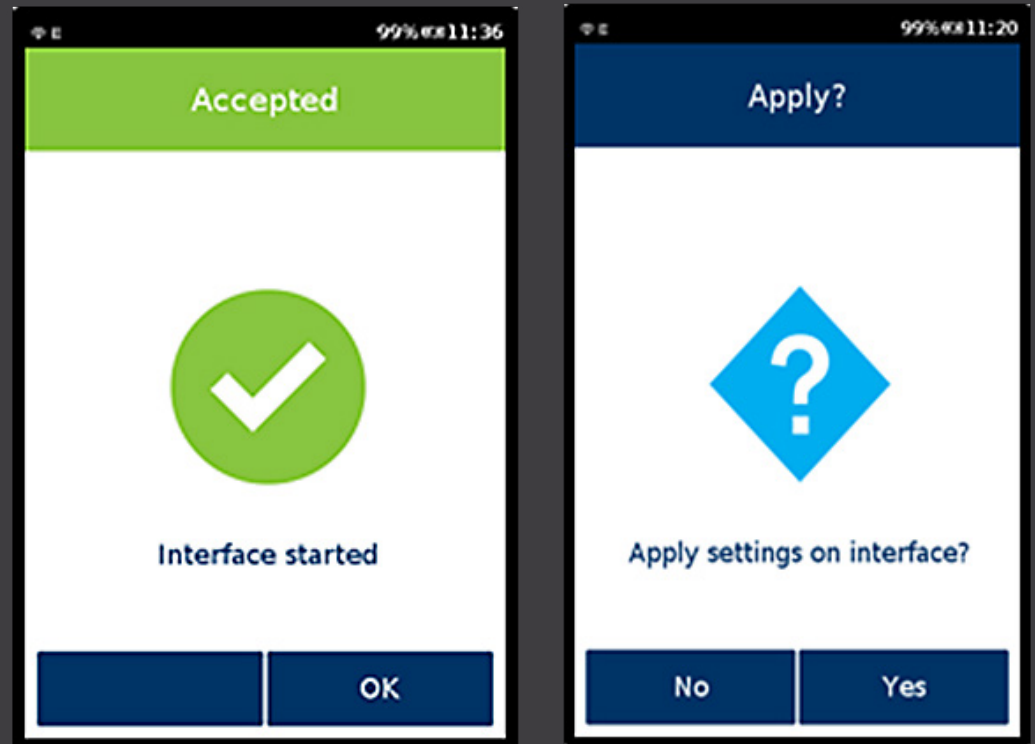 99% 11:36
Accepted
Interface started
OK
99% 11:20
Apply?
?
Apply settings on interface?
No Yes